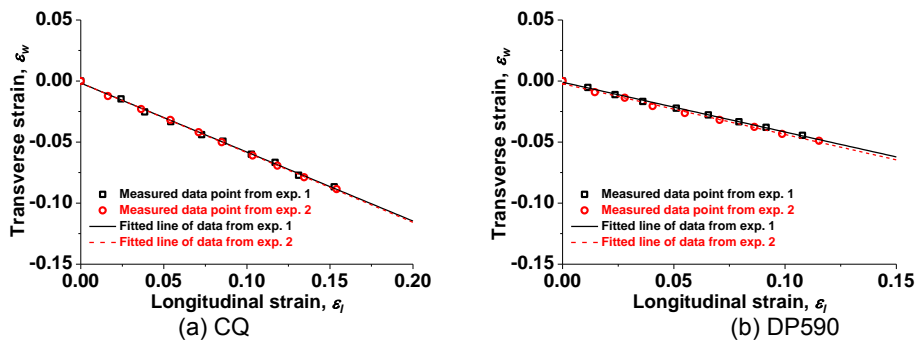 0.05
0.00
-0.05
-0.10
-0.15
Transverse strain, εw
Measured data point from exp. 1
Measured data point from exp. 2
Fitted line of data from exp. 1
Fitted line of data from exp. 2
0.00 0.05 0.10 0.15 0.20
Longitudinal strain, εl
(a) CQ
0.05
0.00
-0.05
-0.10
-0.15
Transverse strain, εw
Measured data point from exp. 1
Measured data point from exp. 2
Fitted line of data from exp. 1
Fitted line of data from exp. 2
0.00 0.05 0.10 0.15
Longitudinal strain, εl
(b) DP590